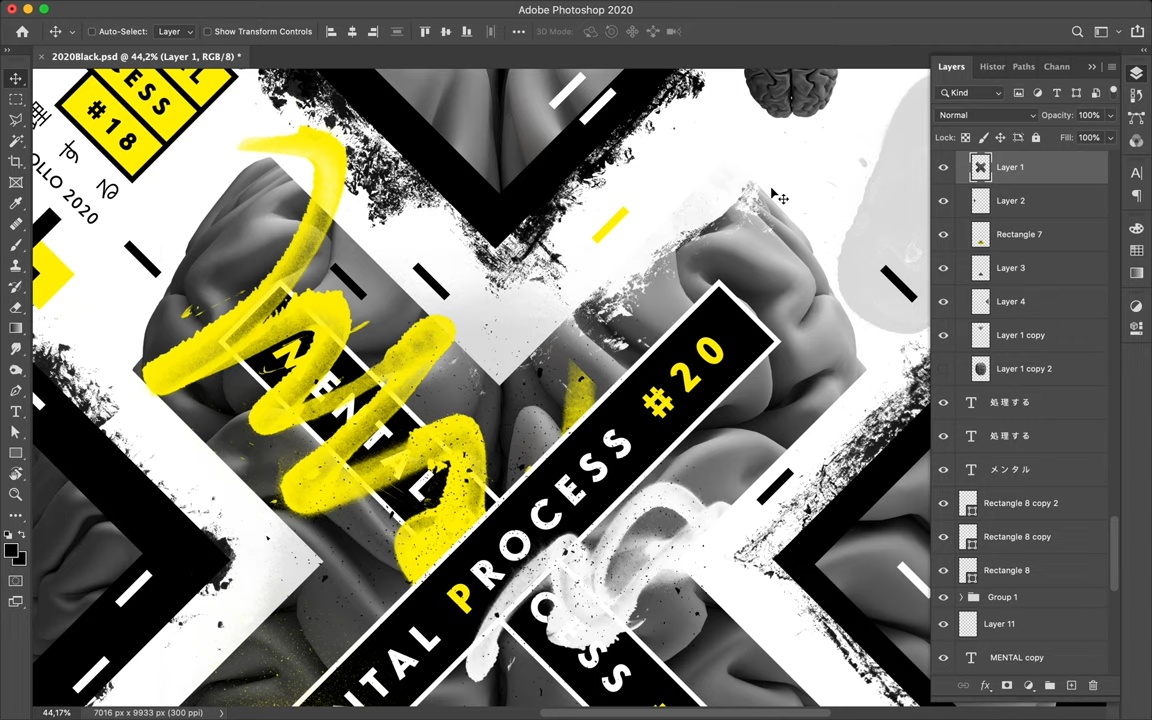 Adobe Photoshop 2020
Auto-Select:
Layer
Show Transform Controls
3D Mode:
2020Black.psd @ 44,2% (Layer 1, RGB/8) *
Layers
Histor
Paths
Chann
Kind
Normal
Opacity:
100%
Lock:
Fill:
100%
Layer 1
Layer 2
Rectangle 7
Layer 3
Layer 4
Layer 1 copy
Layer 1 copy 2
処理する
処理する
メンタル
Rectangle 8 copy 2
Rectangle 8 copy
Rectangle 8
Group 1
Layer 11
MENTAL copy
CESS
#18
OLLO 2020
MENTAL
NTAL PROCESS #20
CESS
44,17%
7016 px x 9933 px (300 ppi)